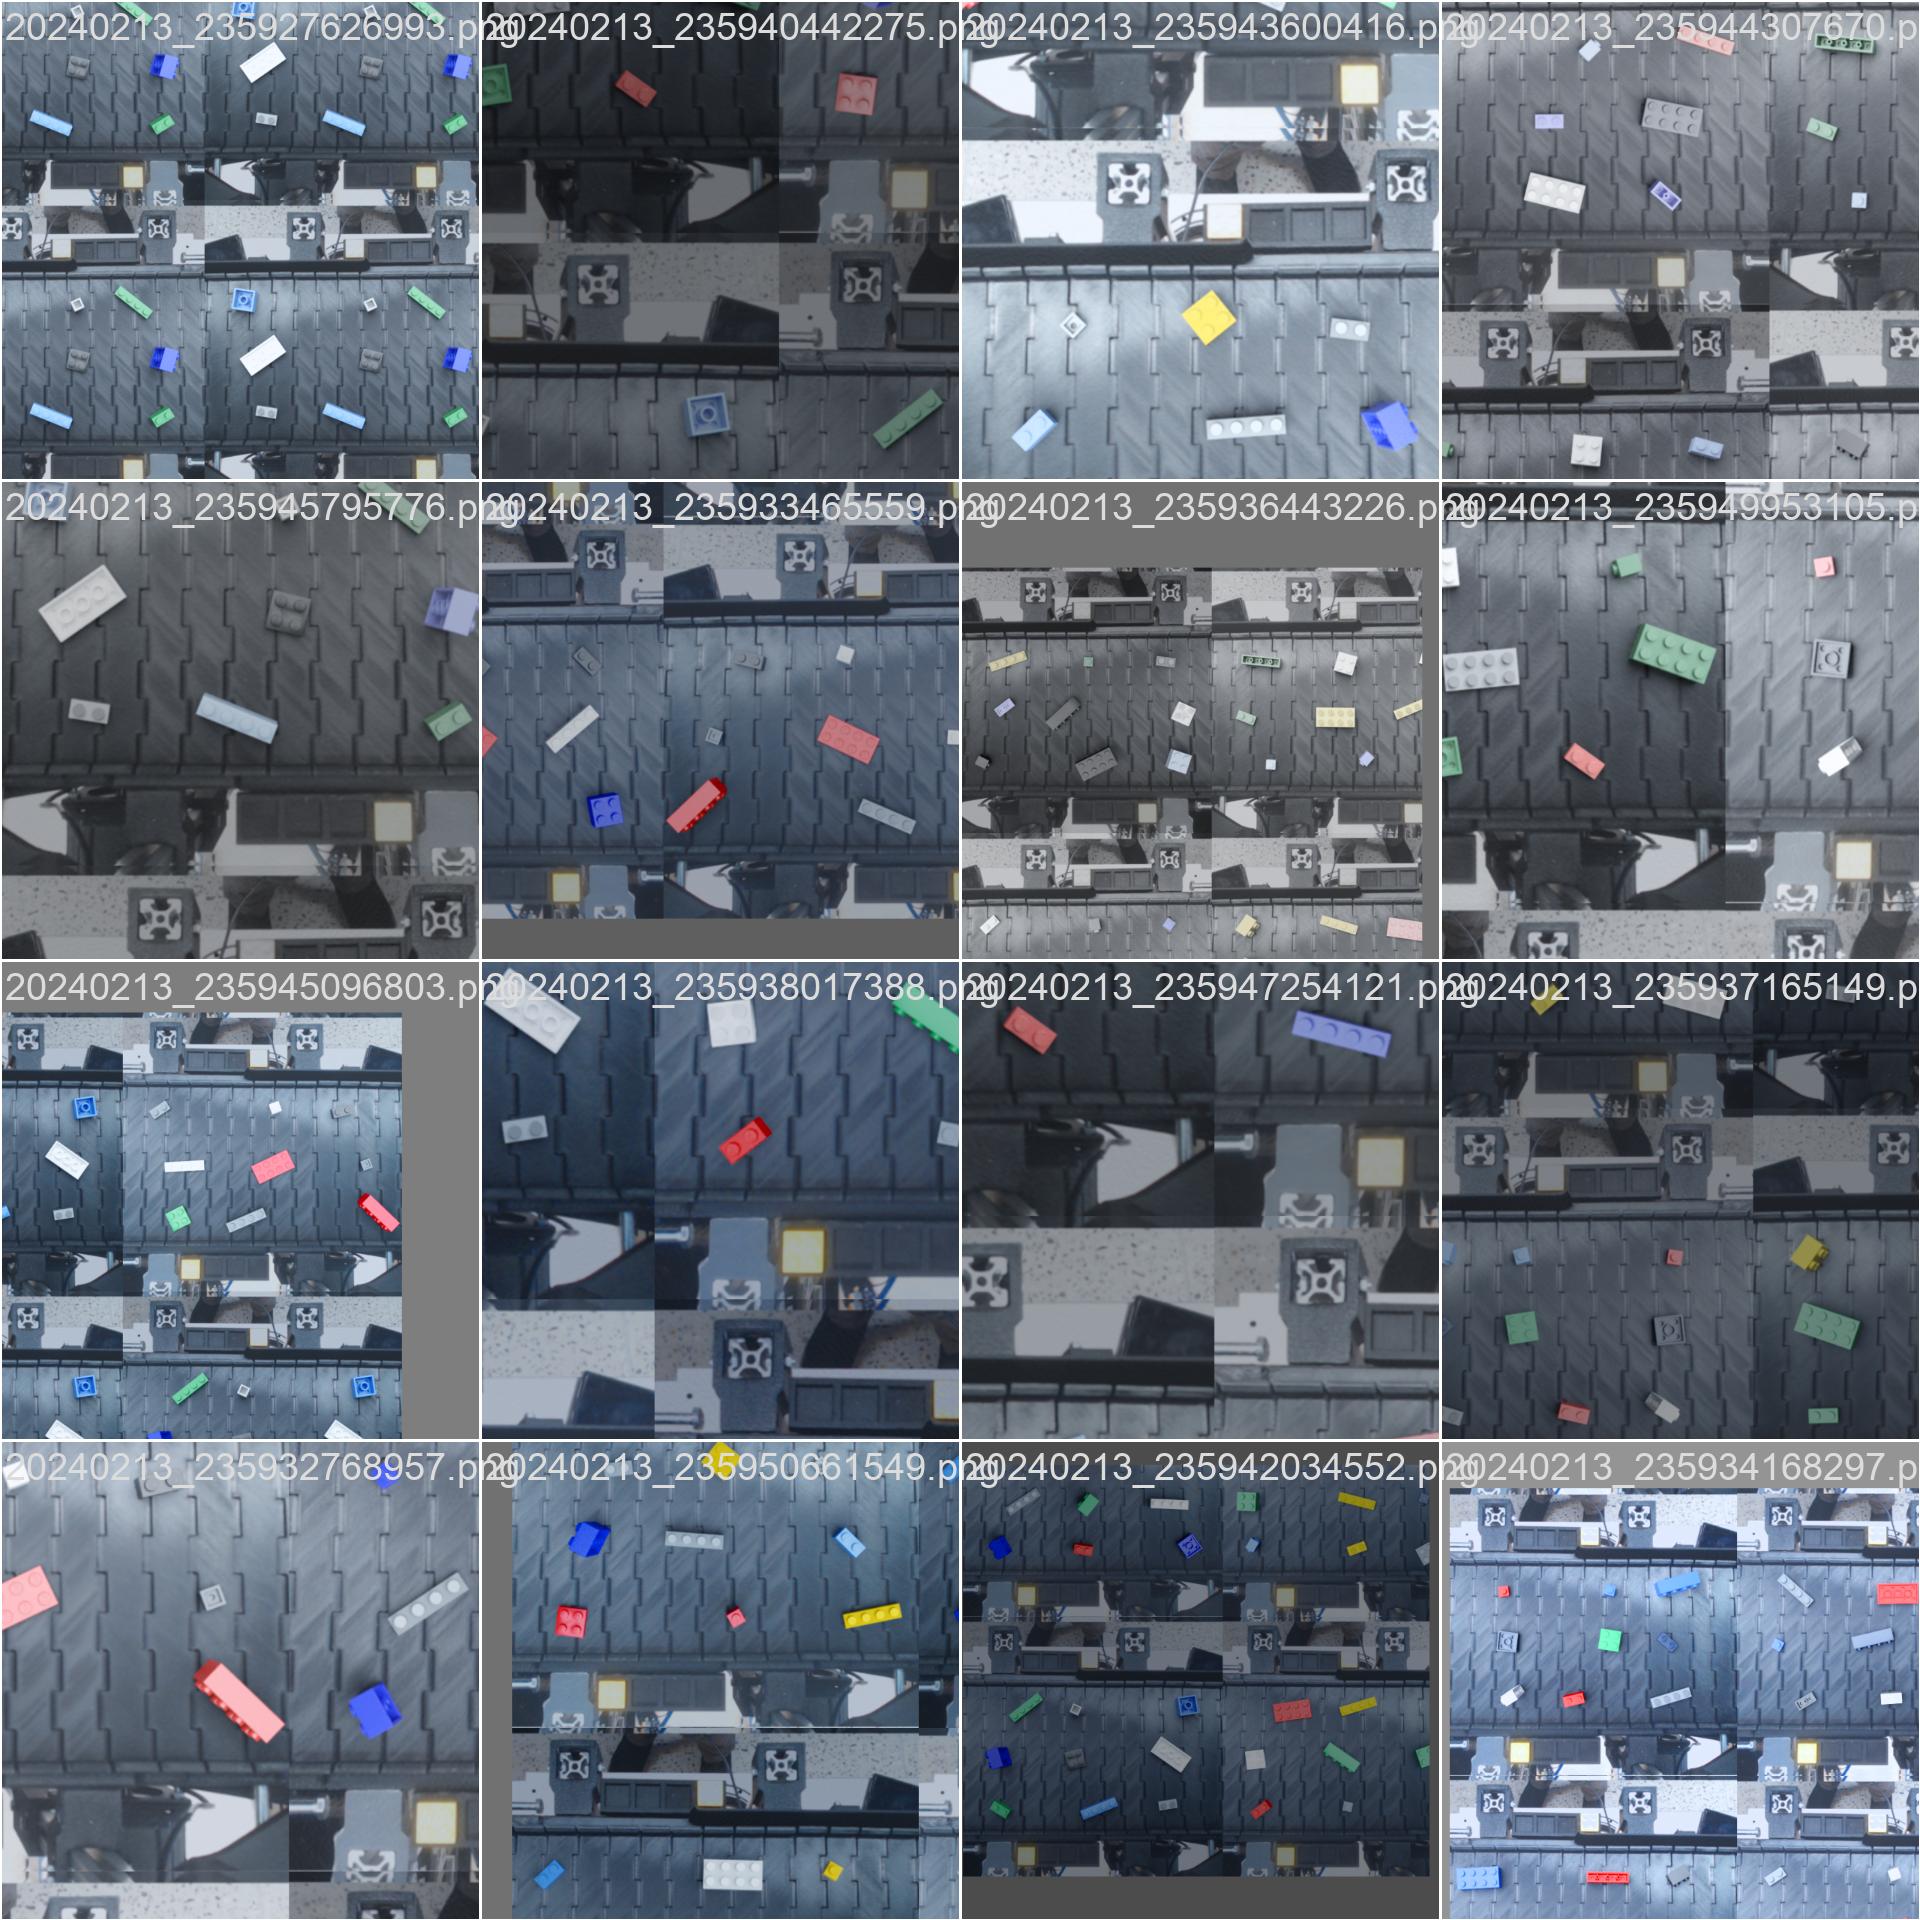 20240213_235927626993.png
20240213_235940442275.png
20240213_235943600416.png
20240213_235944307670.p
20240213_235945795776.png
20240213_235933465559.png
20240213_235936443226.png
20240213_235949953105.p
20240213_235945096803.png
20240213_235938017388.png
20240213_235947254121.png
20240213_235937165149.p
20240213_235932768957.png
20240213_235950661549.png
20240213_235942034552.png
20240213_235934168297.p